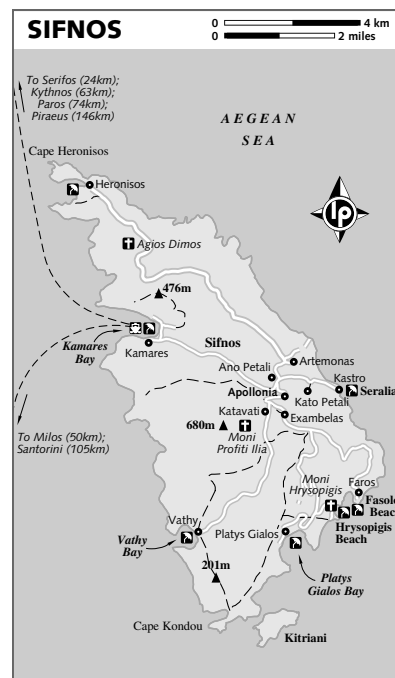 SIFNOS
0 4 km
0 2 miles
To Serifos (24km);
Kythnos (63km);
Paros (74km);
Piraeus (146km)
AEGEAN
SEA
Cape Heronisos
Heronisos
lp
Agios Dimos
476m
Kamares
Bay
Kamares
Sifnos
Artemonas
Ano Petali
Kastro
Seralia
Apollonia
Kato Petali
Katavati
Exambelas
680m
Moni
Profiti Ilia
To Milos (50km);
Santorini (105km)
Moni
Hrysopigis
Faros
Fasolou
Beach
Hrysopigis
Beach
Vathy
Platys Gialos
Vathy
Bay
201m
Platys
Gialos Bay
Cape Kondou
Kitriani